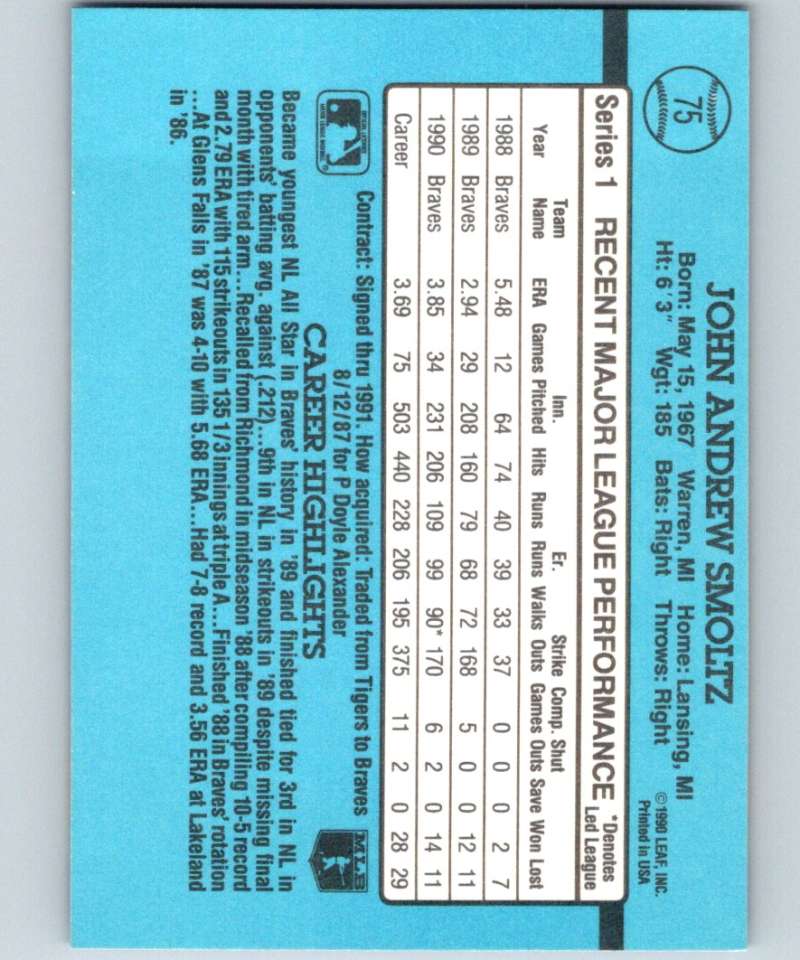 75
JOHN ANDREW SMOLTZ
Born: May 15, 1967 Warren, MI Home: Lansing, MI
Ht: 6'3" Wgt: 185 Bats: Right Throws: Right
©1990 LEAF, INC.
Printed in USA
Series 1 RECENT MAJOR LEAGUE PERFORMANCE *Denotes Led League
Team Inn. Er. Strike Comp. Shut
Year Name ERA Games Pitched Hits Runs Runs Walks Outs Games Outs Save Won Lost
1988 Braves 5.48 12 64 74 40 39 33 37 0 0 0 2 7
1989 Braves 2.94 29 208 160 79 68 72 168 5 0 0 12 11
1990 Braves 3.85 34 231 206 109 99 90* 170 6 2 0 14 11
Career 3.69 75 503 440 228 206 195 375 11 2 0 28 29
Contract: Signed thru 1991. How acquired: Traded from Tigers to Braves
8/12/87 for P Doyle Alexander
MLB
CAREER HIGHLIGHTS
Became youngest NL All Star in Braves' history in '89 and finished tied for 3rd in NL in
opponents' batting avg. against (.212)...9th in NL in strikeouts in '89 despite missing final
month with tired arm...Recalled from Richmond in midseason '88 after compiling 10-5 record
and 2.79 ERA with 115 strikeouts in 135 1/3 innings at triple A...Finished '88 in Braves' rotation
...At Glens Falls in '87 was 4-10 with 5.68 ERA...Had 7-8 record and 3.56 ERA at Lakeland
in '86.